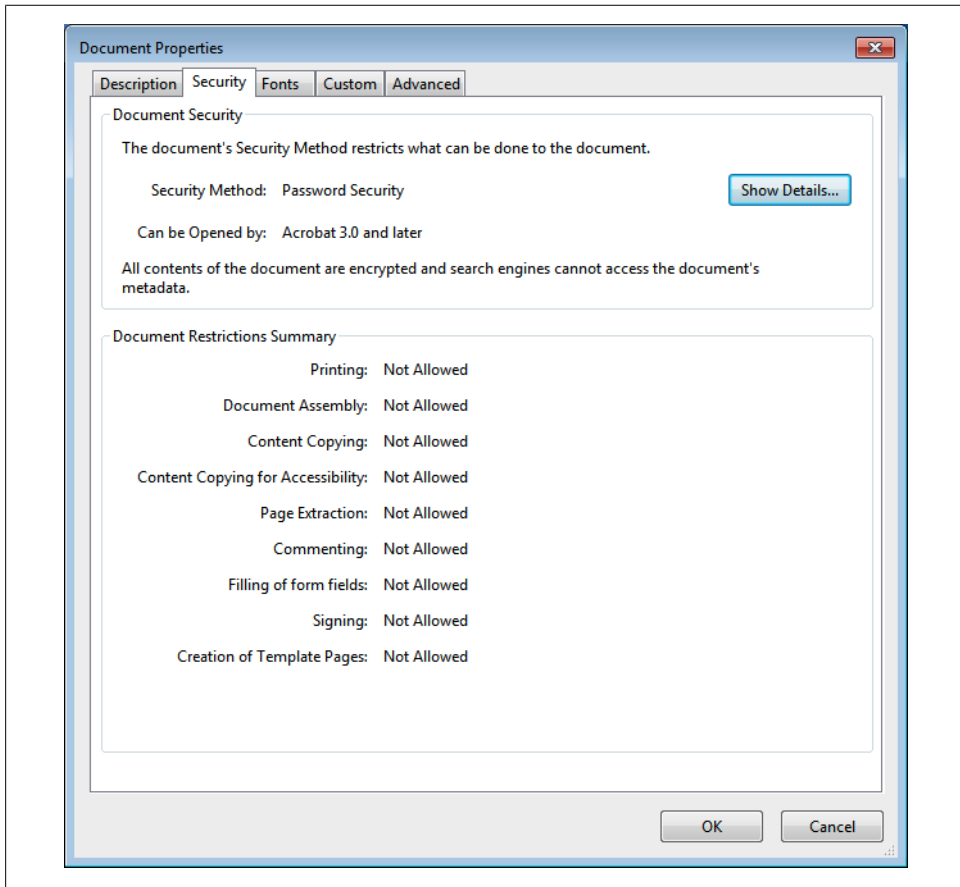 Document Properties
Description Security Fonts Custom Advanced
Document Security
The document's Security Method restricts what can be done to the document.
Security Method: Password Security Show Details...
Can be Opened by: Acrobat 3.0 and later
All contents of the document are encrypted and search engines cannot access the document's
metadata.
Document Restrictions Summary
Printing: Not Allowed
Document Assembly: Not Allowed
Content Copying: Not Allowed
Content Copying for Accessibility: Not Allowed
Page Extraction: Not Allowed
Commenting: Not Allowed
Filling of form fields: Not Allowed
Signing: Not Allowed
Creation of Template Pages: Not Allowed
OK Cancel